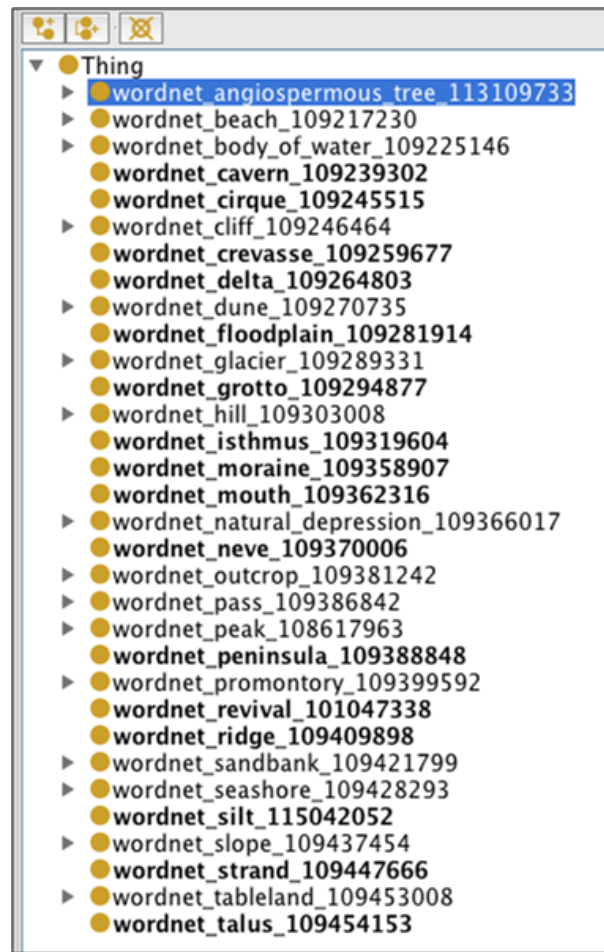 Thing
wordnet_angiospermous_tree_113109733
wordnet_beach_109217230
wordnet_body_of_water_109225146
wordnet_cavern_109239302
wordnet_cirque_109245515
wordnet_cliff_109246464
wordnet_crevasse_109259677
wordnet_delta_109264803
wordnet_dune_109270735
wordnet_floodplain_109281914
wordnet_glacier_109289331
wordnet_grotto_109294877
wordnet_hill_109303008
wordnet_isthmus_109319604
wordnet_moraine_109358907
wordnet_mouth_109362316
wordnet_natural_depression_109366017
wordnet_neve_109370006
wordnet_outcrop_109381242
wordnet_pass_109386842
wordnet_peak_108617963
wordnet_peninsula_109388848
wordnet_promontory_109399592
wordnet_revival_101047338
wordnet_ridge_109409898
wordnet_sandbank_109421799
wordnet_seashore_109428293
wordnet_silt_115042052
wordnet_slope_109437454
wordnet_strand_109447666
wordnet_tableland_109453008
wordnet_talus_109454153